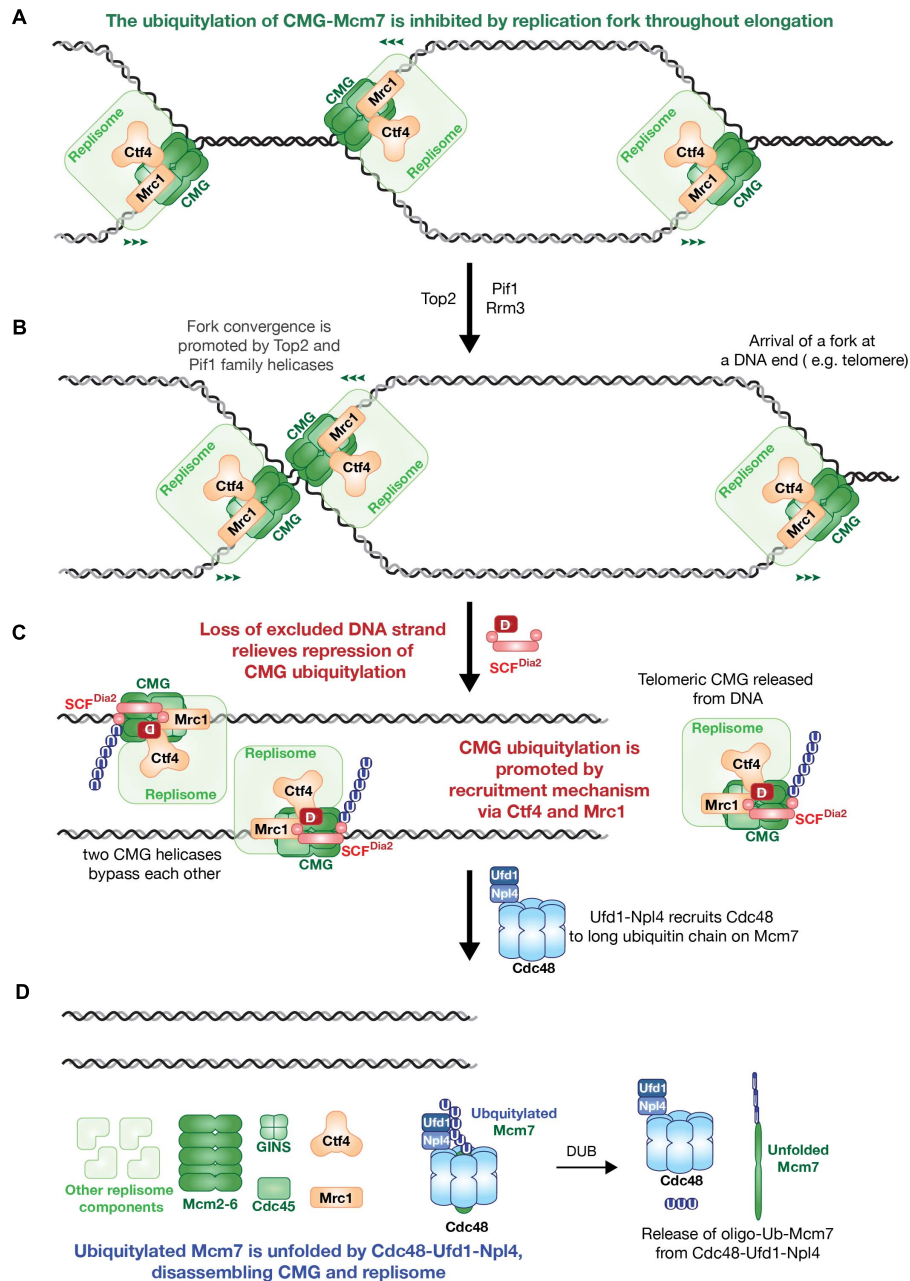 A
The ubiquitylation of CMG-Mcm7 is inhibited by replication fork throughout elongation
Replisome
Ctf4
Mrc1
CMG
CMG
Mrc1
Ctf4
Replisome
Replisome
Ctf4
Mrc1
CMG
Top2
Pif1
Rrm3
B
Fork convergence is
promoted by Top2 and
Pif1 family helicases
Arrival of a fork at
a DNA end ( e.g. telomere)
Replisome
Ctf4
Mrc1
CMG
CMG
Mrc1
Ctf4
Replisome
Replisome
Ctf4
Mrc1
CMG
C
Loss of excluded DNA strand
relieves repression of
CMG ubiquitylation
D
SCFDia2
CMG
SCFDia2
Mrc1
D
Ctf4
Replisome
U U U U U U
Replisome
Ctf4
D
Mrc1
CMG
SCFDia2
U U U U U U
two CMG helicases
bypass each other
CMG ubiquitylation is
promoted by
recruitment mechanism
via Ctf4 and Mrc1
Telomeric CMG released
from DNA
Replisome
Ctf4
D
Mrc1
CMG
SCFDia2
U U U U U U
Ufd1
Npl4
Cdc48
Ufd1-Npl4 recruits Cdc48
to long ubiquitin chain on Mcm7
D
Other replisome
components
Mcm2-6
GINS
Cdc45
Ctf4
Mrc1
Ufd1
Npl4
U U U U U U
Ubquitylated
Mcm7
Cdc48
DUB
Ufd1
Npl4
Cdc48
UUU
Unfolded
Mcm7
Release of oligo-Ub-Mcm7
from Cdc48-Ufd1-Npl4
Ubiquitylated Mcm7 is unfolded by Cdc48-Ufd1-Npl4,
disassembling CMG and replisome